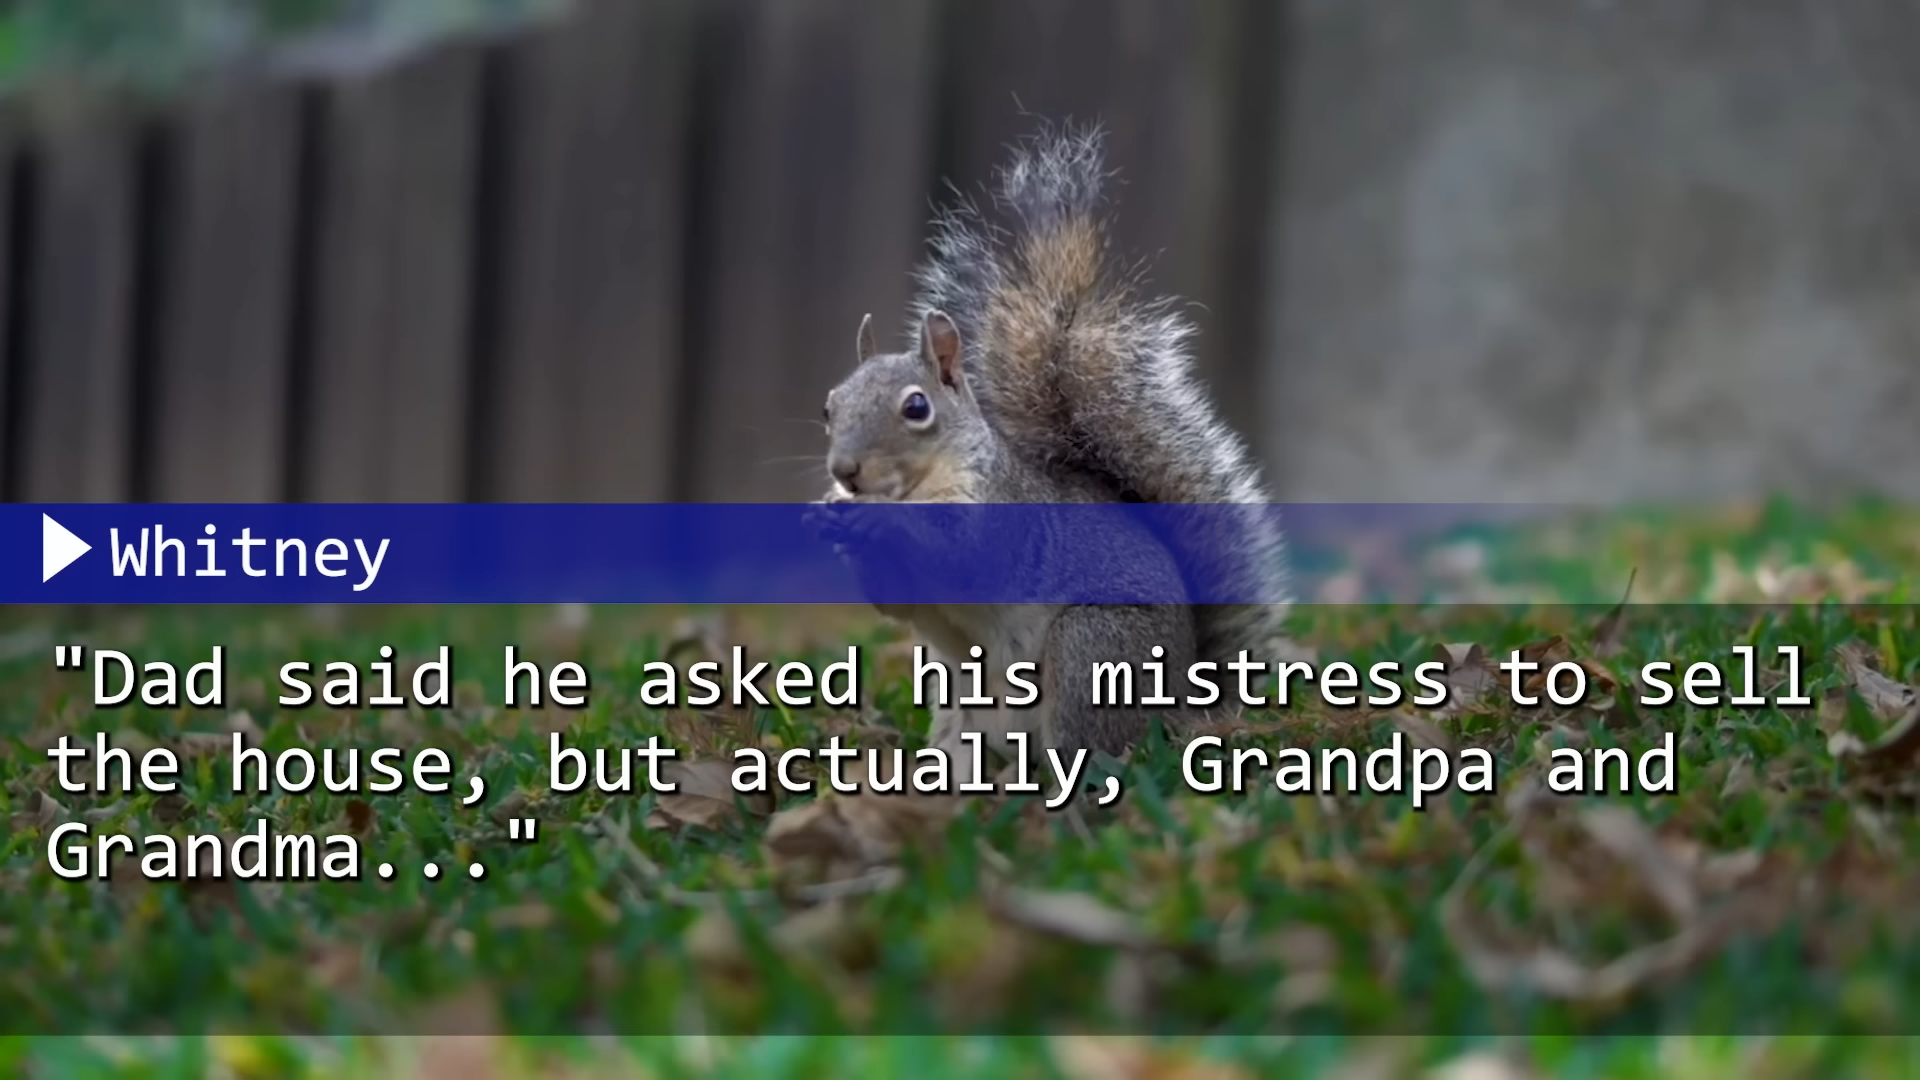 Whitney
"Dad said he asked his mistress to sell
the house, but actually, Grandpa and
Grandma..."